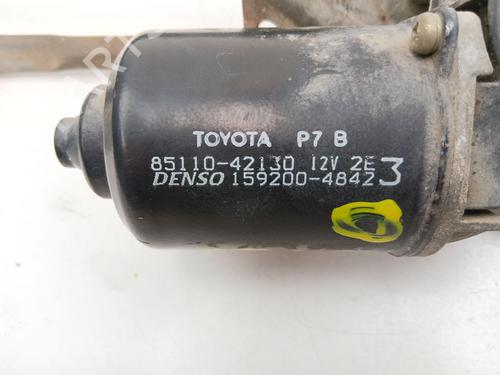 TOYOTA P7 B
85110-42130 12V 2E 3
DENSO 159200-4842